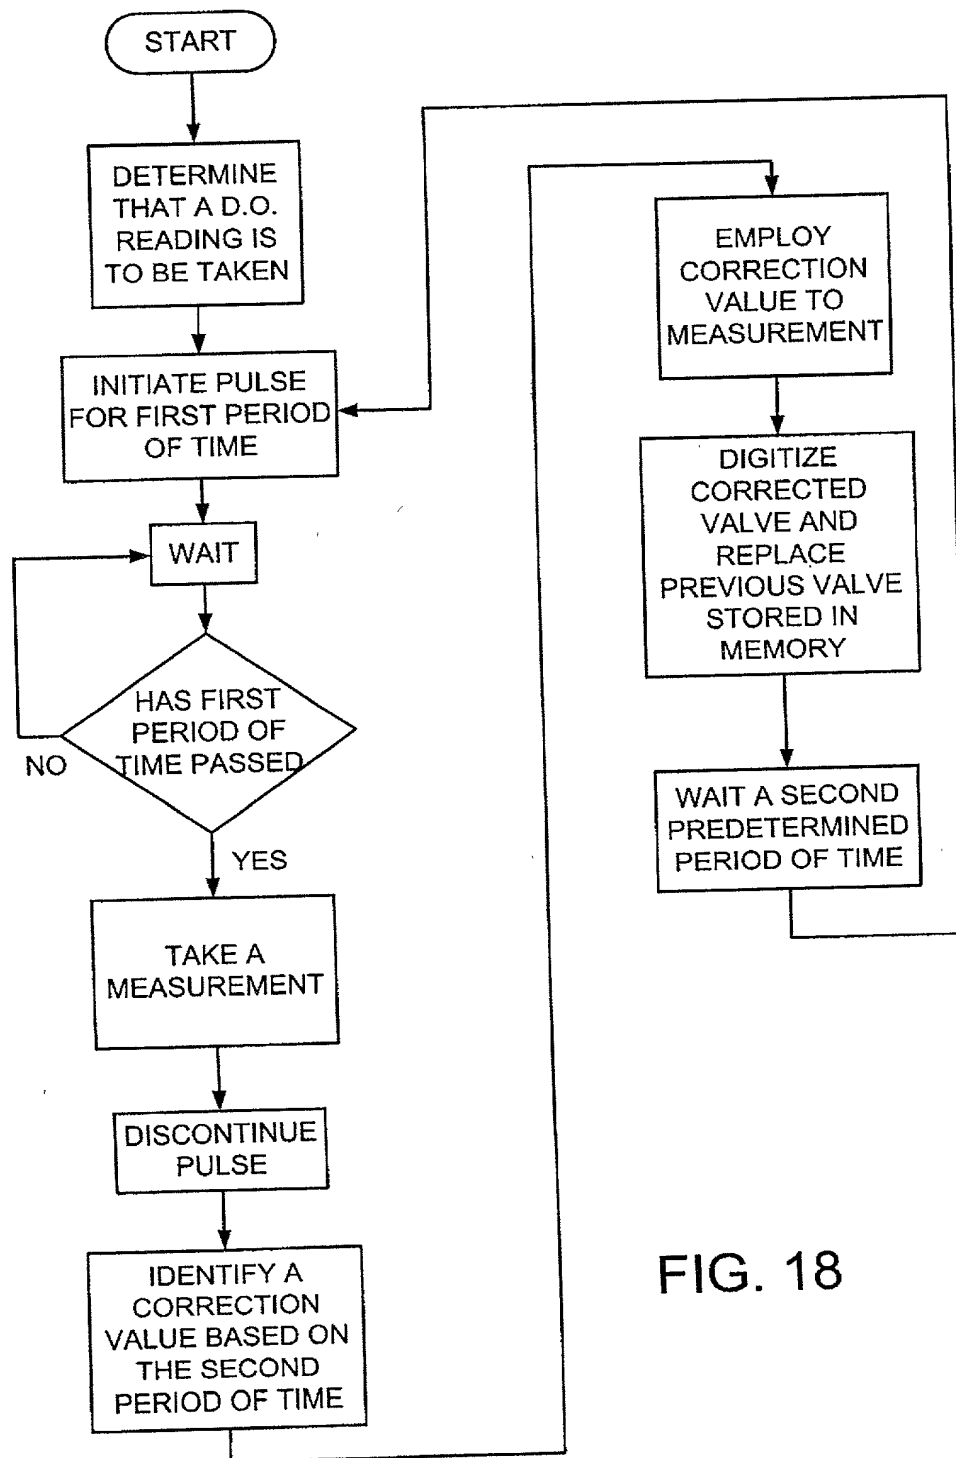 START
DETERMINE
THAT A D.O.
READING IS
TO BE TAKEN
INITIATE PULSE
FOR FIRST PERIOD
OF TIME
WAIT
HAS FIRST
PERIOD OF
TIME PASSED
NO
YES
TAKE A
MEASUREMENT
DISCONTINUE
PULSE
IDENTIFY A
CORRECTION
VALUE BASED ON
THE SECOND
PERIOD OF TIME
EMPLOY
CORRECTION
VALUE TO
MEASUREMENT
DIGITIZE
CORRECTED
VALVE AND
REPLACE
PREVIOUS VALVE
STORED IN
MEMORY
WAIT A SECOND
PREDETERMINED
PERIOD OF TIME
FIG. 18